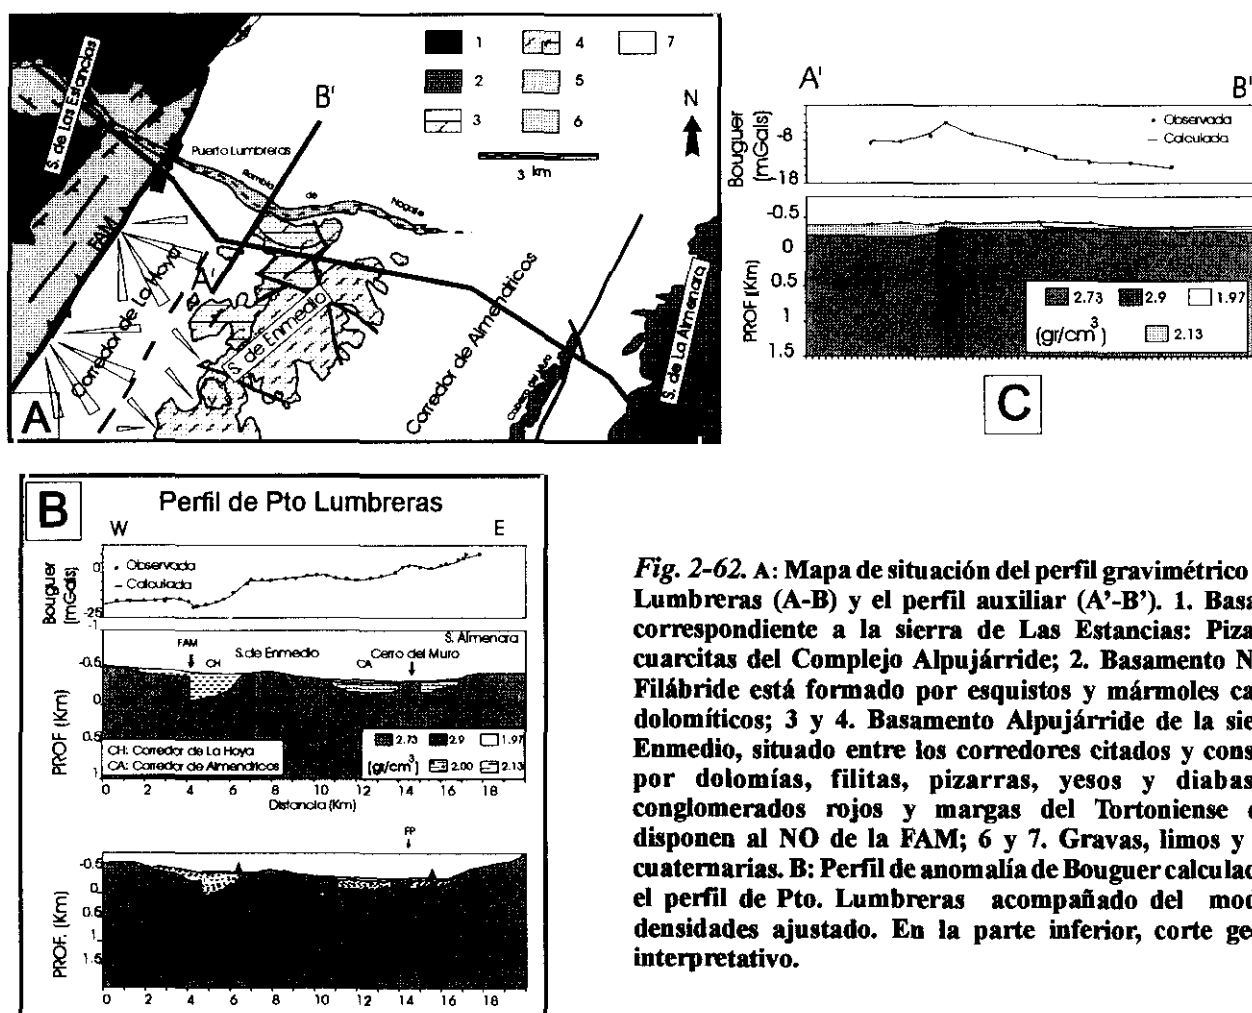 A
S. de Las Estancias
B'
Puerto Lumbreras
Rambla de Nogalte
FAM
Corredor de La Hoya
A'
S. de Enmedio
Corredor de Almendricos
S. de La Almenara
1
2
3
4
5
6
7
3 km
N
A'
B'
Bouguer (mGals)
-8
-18
Observada
Calculada
PROF (Km)
-0.5
0
0.5
1
1.5
2.73 2.9 1.97
(gr/cm³) 2.13
C
B
Perfil de Pto Lumbreras
W
E
Bouguer (mGals)
0
-25
Observada
Calculada
-1
PROF (Km)
-0.5
0
0.5
1
FAM
CH
S. de Enmedio
CA
Cerro del Muro
S. Almenara
CH: Corredor de La Hoya
CA: Corredor de Almendricos
2.73 2.9 1.97
(gr/cm³) 2.00 2.13
0 2 4 6 8 10 12 14 16 18
Distancia (Km)
FP
PROF. (Km)
-0.5
0
0.5
1
1.5
0 2 4 6 8 10 12 14 16 18
Fig. 2-62. A: Mapa de situación del perfil gravimétrico
Lumbreras (A-B) y el perfil auxiliar (A'-B'). 1. Basa
correspondiente a la sierra de Las Estancias: Piza
cuarcitas del Complejo Alpujárride; 2. Basamento N
Filábride está formado por esquistos y mármoles ca
dolomíticos; 3 y 4. Basamento Alpujárride de la sie
Enmedio, situado entre los corredores citados y cons
por dolomías, filitas, pizarras, yesos y diabas
conglomerados rojos y margas del Tortoniense
disponen al NO de la FAM; 6 y 7. Gravas, limos y
cuaternarias. B: Perfil de anomalía de Bouguer calculad
el perfil de Pto. Lumbreras acompañado del mod
densidades ajustado. En la parte inferior, corte ge
interpretativo.